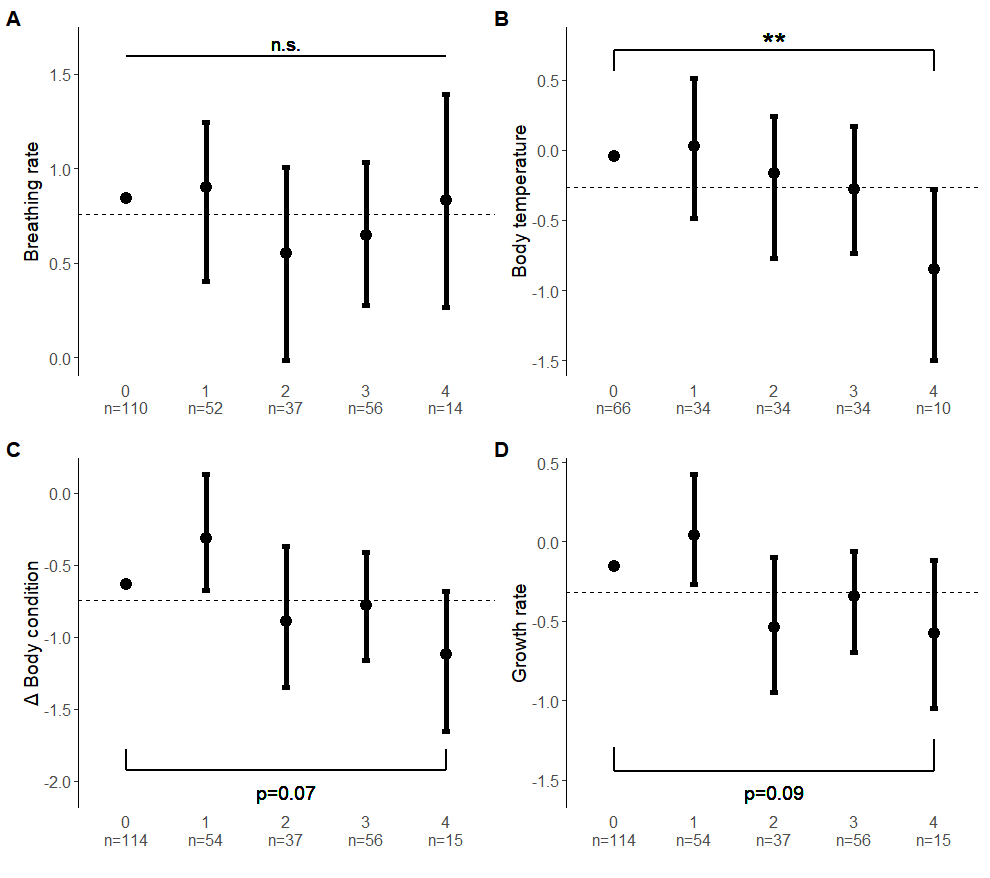 A
n.s.
Breathing rate
1.5
1.0
0.5
0.0
0 1 2 3 4
n=110 n=52 n=37 n=56 n=14
B
**
Body temperature
0.5
0.0
-0.5
-1.0
-1.5
0 1 2 3 4
n=66 n=34 n=34 n=34 n=10
C
Δ Body condition
0.0
-0.5
-1.0
-1.5
-2.0
p=0.07
0 1 2 3 4
n=114 n=54 n=37 n=56 n=15
D
Growth rate
0.5
0.0
-0.5
-1.0
-1.5
p=0.09
0 1 2 3 4
n=114 n=54 n=37 n=56 n=15